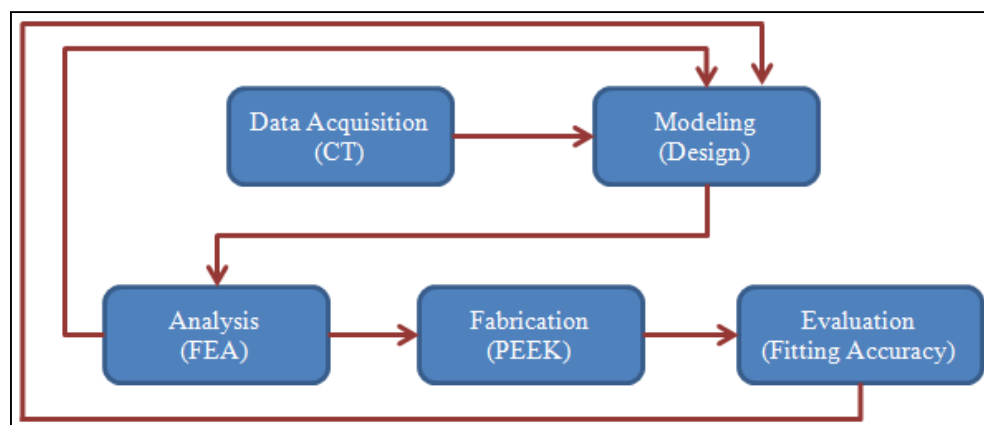 Data Acquisition
(CT)
Modeling
(Design)
Analysis
(FEA)
Fabrication
(PEEK)
Evaluation
(Fitting Accuracy)